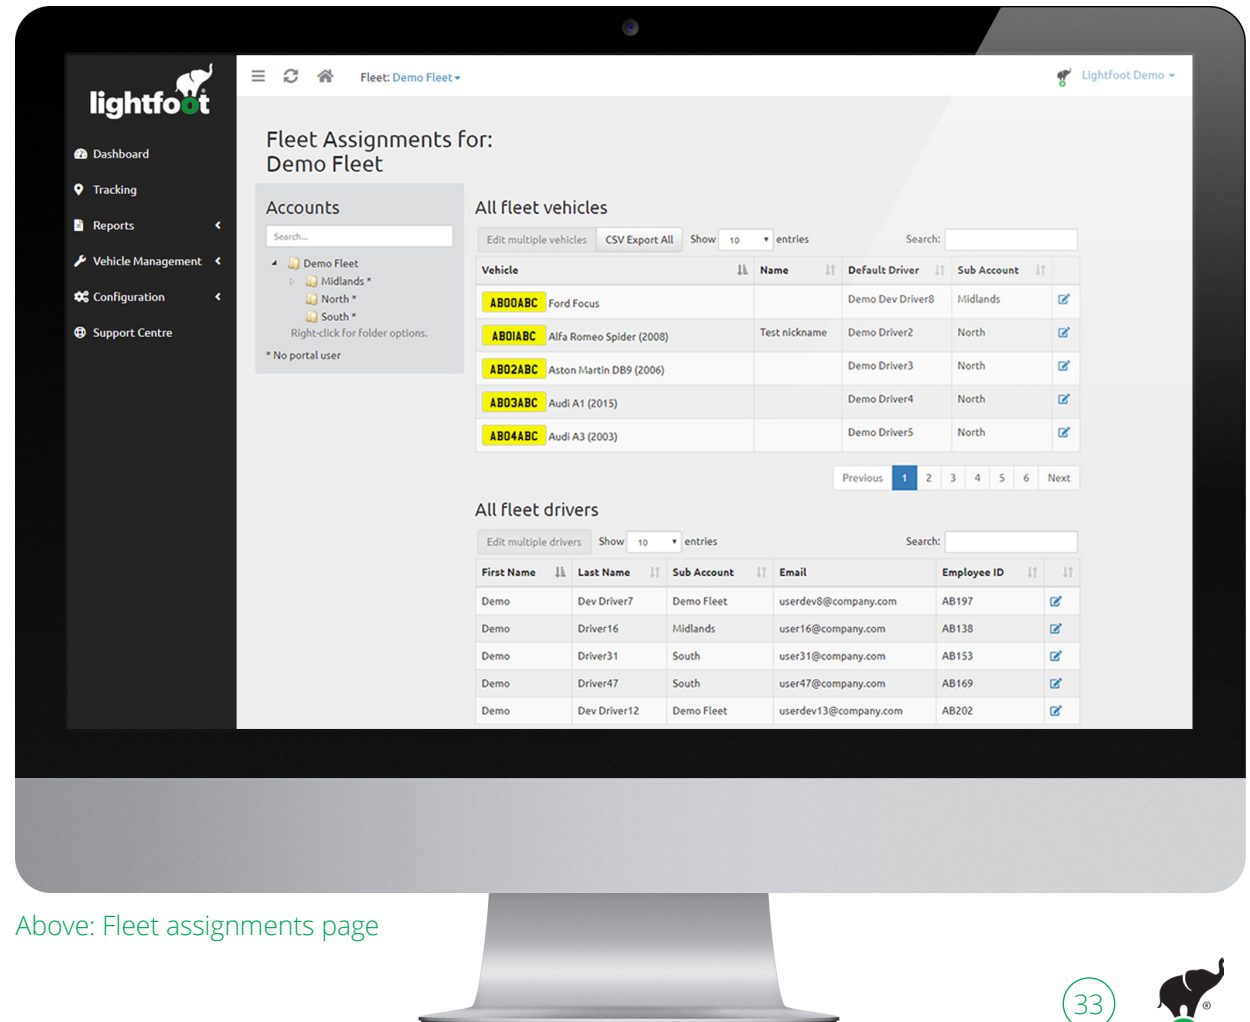 lightfoot
Fleet: Demo Fleet
Lightfoot Demo
Dashboard
Tracking
Reports
Vehicle Management
Configuration
Support Centre
Fleet Assignments for:
Demo Fleet
Accounts
Search...
Demo Fleet
Midlands *
North *
South *
Right-click for folder options.
* No portal user
All fleet vehicles
Edit multiple vehicles CSV Export All Show 10 entries Search:
Vehicle Name Default Driver Sub Account
AB00ABC Ford Focus Demo Dev Driver8 Midlands
AB01ABC Alfa Romeo Spider (2008) Test nickname Demo Driver2 North
AB02ABC Aston Martin DB9 (2006) Demo Driver3 North
AB03ABC Audi A1 (2015) Demo Driver4 North
AB04ABC Audi A3 (2003) Demo Driver5 North
Previous 1 2 3 4 5 6 Next
All fleet drivers
Edit multiple drivers Show 10 entries Search:
First Name Last Name Sub Account Email Employee ID
Demo Dev Driver7 Demo Fleet userdev8@company.com AB197
Demo Driver16 Midlands user16@company.com AB138
Demo Driver31 South user31@company.com AB153
Demo Driver47 South user47@company.com AB169
Demo Dev Driver12 Demo Fleet userdev13@company.com AB202
Above: Fleet assignments page
33
®